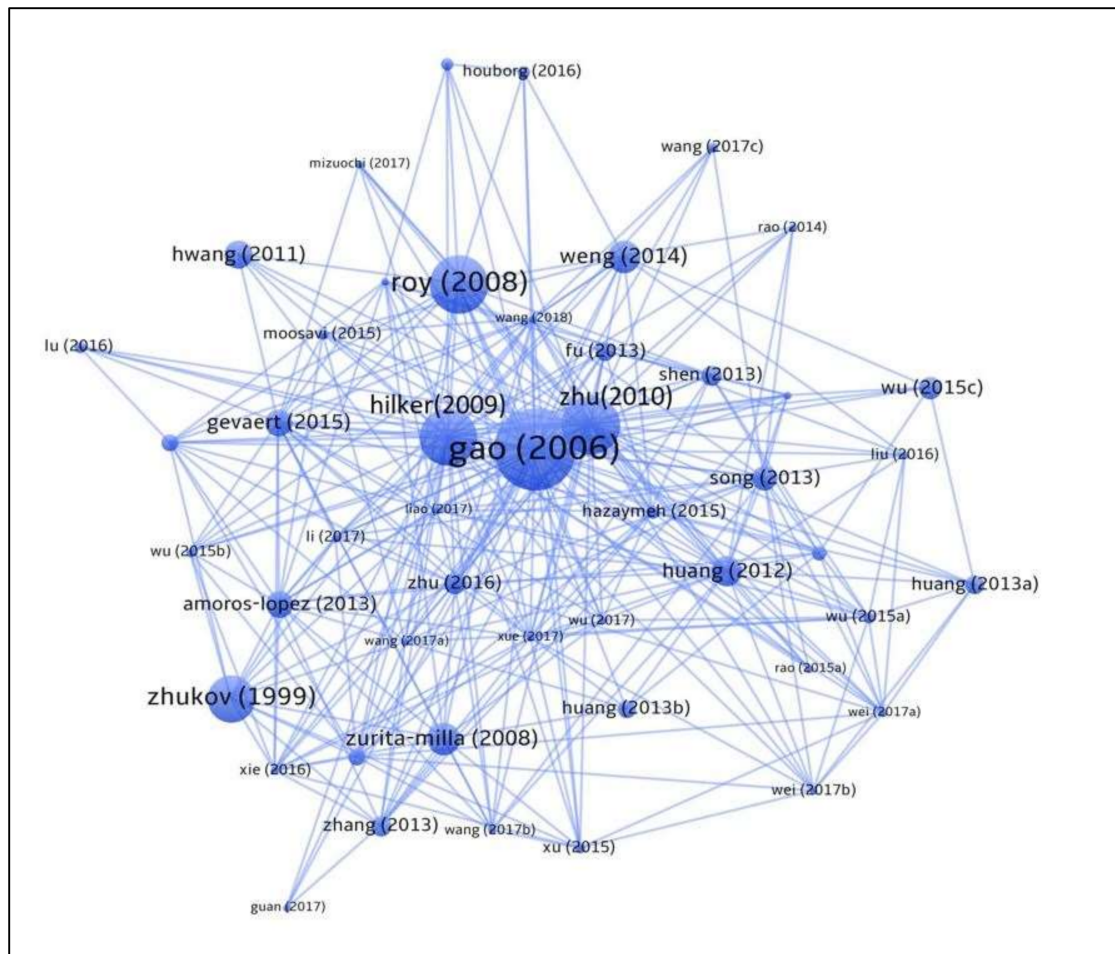 houborg (2016)
wang (2017c)
mizuochi (2017)
rao (2014)
hwang (2011)
weng (2014)
roy (2008)
wang (2018)
moosavi (2015)
lu (2016)
fu (2013)
shen (2013)
wu (2015c)
zhu(2010)
hilker(2009)
gevaert (2015)
gao (2006)
liu (2016)
song (2013)
liao (2017)
hazaymeh (2015)
li (2017)
wu (2015b)
huang (2012)
zhu (2016)
huang (2013a)
amoros-lopez (2013)
wu (2015a)
wu (2017)
xue (2017)
wang (2017a)
rao (2015a)
zhukov (1999)
huang (2013b)
wei (2017a)
zurita-milla (2008)
xie (2016)
wei (2017b)
zhang (2013)
wang (2017b)
xu (2015)
guan (2017)